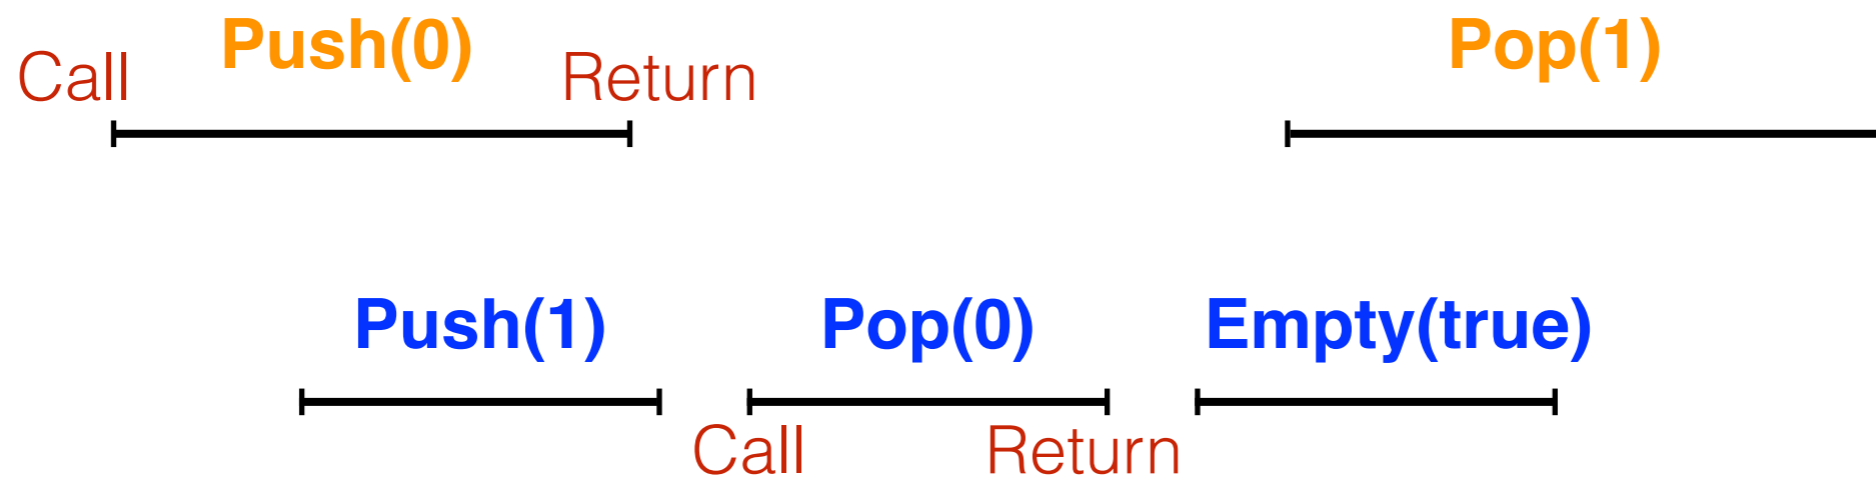 Call Push(0) Return Pop(1)
Push(1) Pop(0) Empty(true)
Call Return